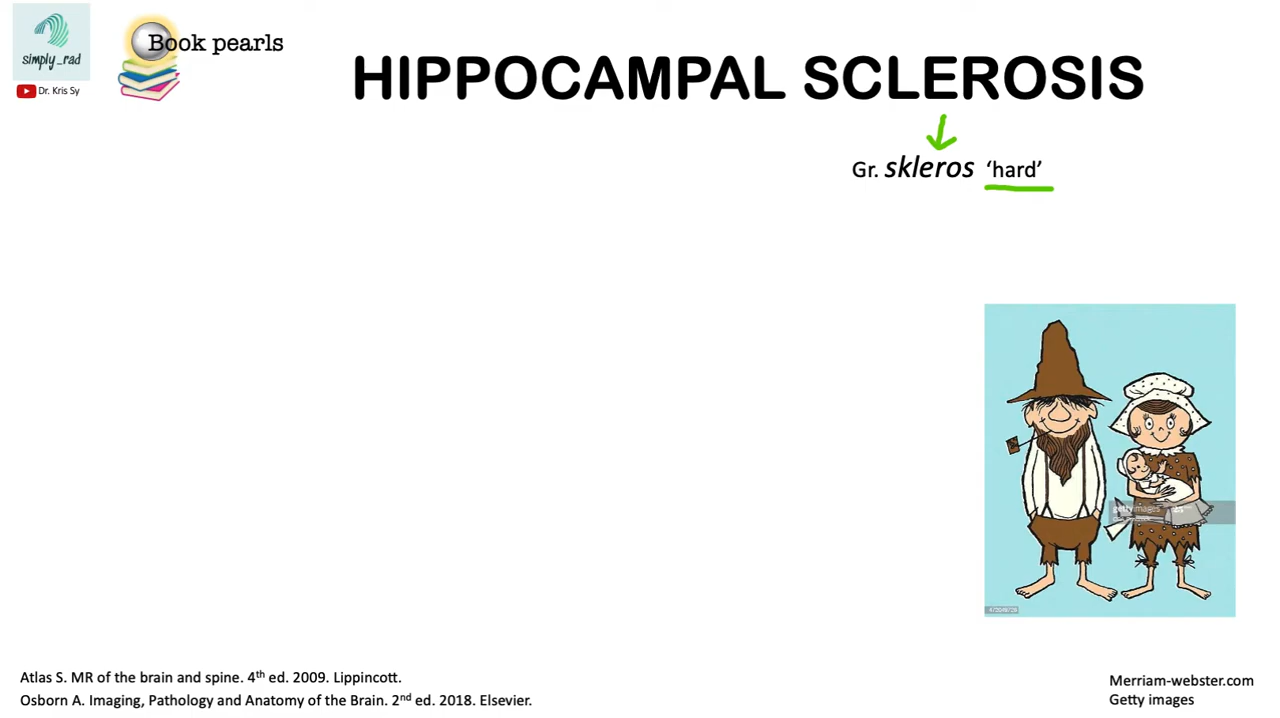 simply_rad
Dr. Kris Sy
Book pearls
HIPPOCAMPAL SCLEROSIS
Gr. skleros ‘hard’
gettyimages
Atlas S. MR of the brain and spine. 4th ed. 2009. Lippincott.
Osborn A. Imaging, Pathology and Anatomy of the Brain. 2nd ed. 2018. Elsevier.
Merriam-webster.com
Getty images